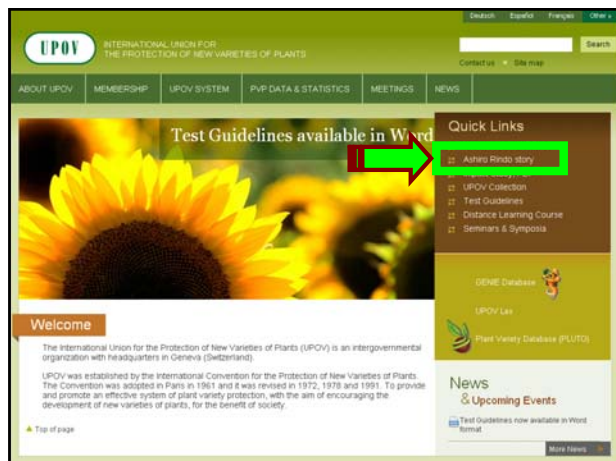 Deutsch Español Français Other »
UPOV
INTERNATIONAL UNION FOR
THE PROTECTION OF NEW VARIETIES OF PLANTS
Search
Contact us Site map
ABOUT UPOV MEMBERSHIP UPOV SYSTEM PVP DATA & STATISTICS MEETINGS NEWS
Test Guidelines available in Word
Quick Links
Ashiro Rindo story
UPOV Collection
Test Guidelines
Distance Learning Course
Seminars & Symposia
GENIE Database
UPOV Lex
Plant Variety Database (PLUTO)
Welcome
The International Union for the Protection of New Varieties of Plants (UPOV) is an intergovernmental
organization with headquarters in Geneva (Switzerland).
UPOV was established by the International Convention for the Protection of New Varieties of Plants.
The Convention was adopted in Paris in 1961 and it was revised in 1972, 1978 and 1991. To provide
and promote an effective system of plant variety protection, with the aim of encouraging the
development of new varieties of plants, for the benefit of society.
Top of page
News
& Upcoming Events
Test Guidelines now available in Word
format
More News